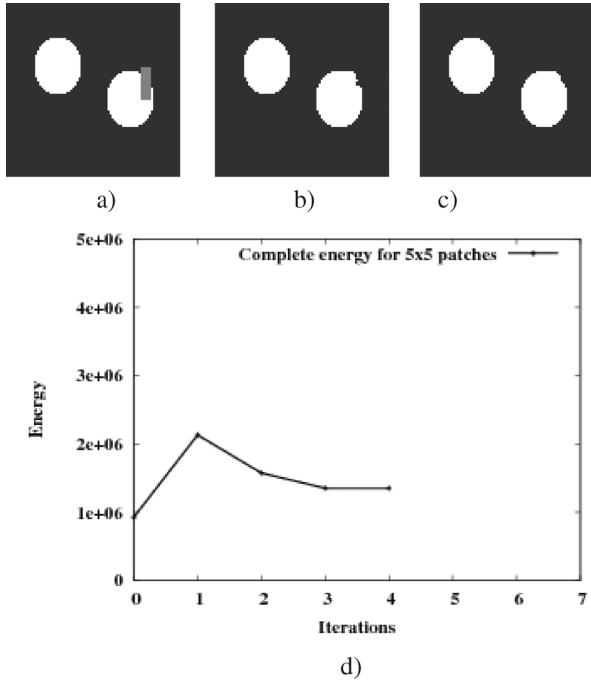 a) b) c)
5e+06
Complete energy for 5x5 patches
4e+06
3e+06
Energy
2e+06
1e+06
0
0 1 2 3 4 5 6 7
Iterations
d)